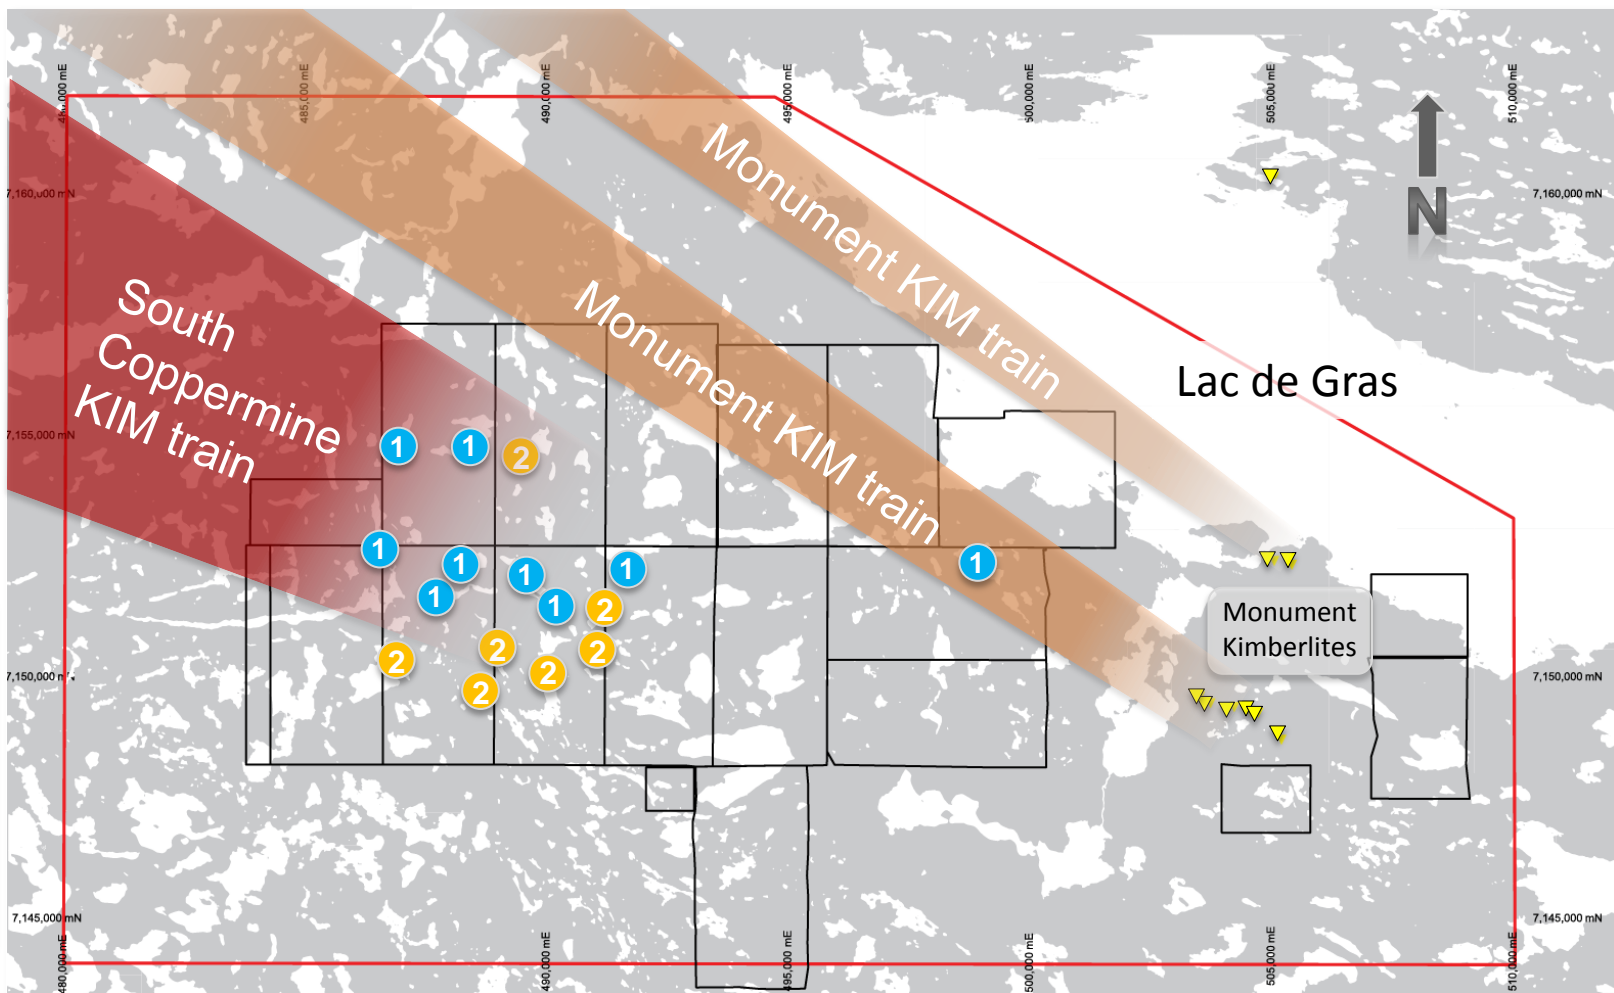 480,000 mE
485,000 mE
490,000 mE
495,000 mE
500,000 mE
505,000 mE
510,000 mE
7,160,000 mN
7,160,000 mN
N
Monument KIM train
Monument KIM train
South
Coppermine
KIM train
Lac de Gras
7,155,000 mN
1
1
2
1
1
1
1
1
1
1
2
2
2
2
2
2
Monument
Kimberlites
7,150,000
7,150,000 mN
7,145,000 mN
7,145,000 mN
480,000 mE
490,000 mE
495,000 mE
500,000 mE
505,000 mE
510,000 mE